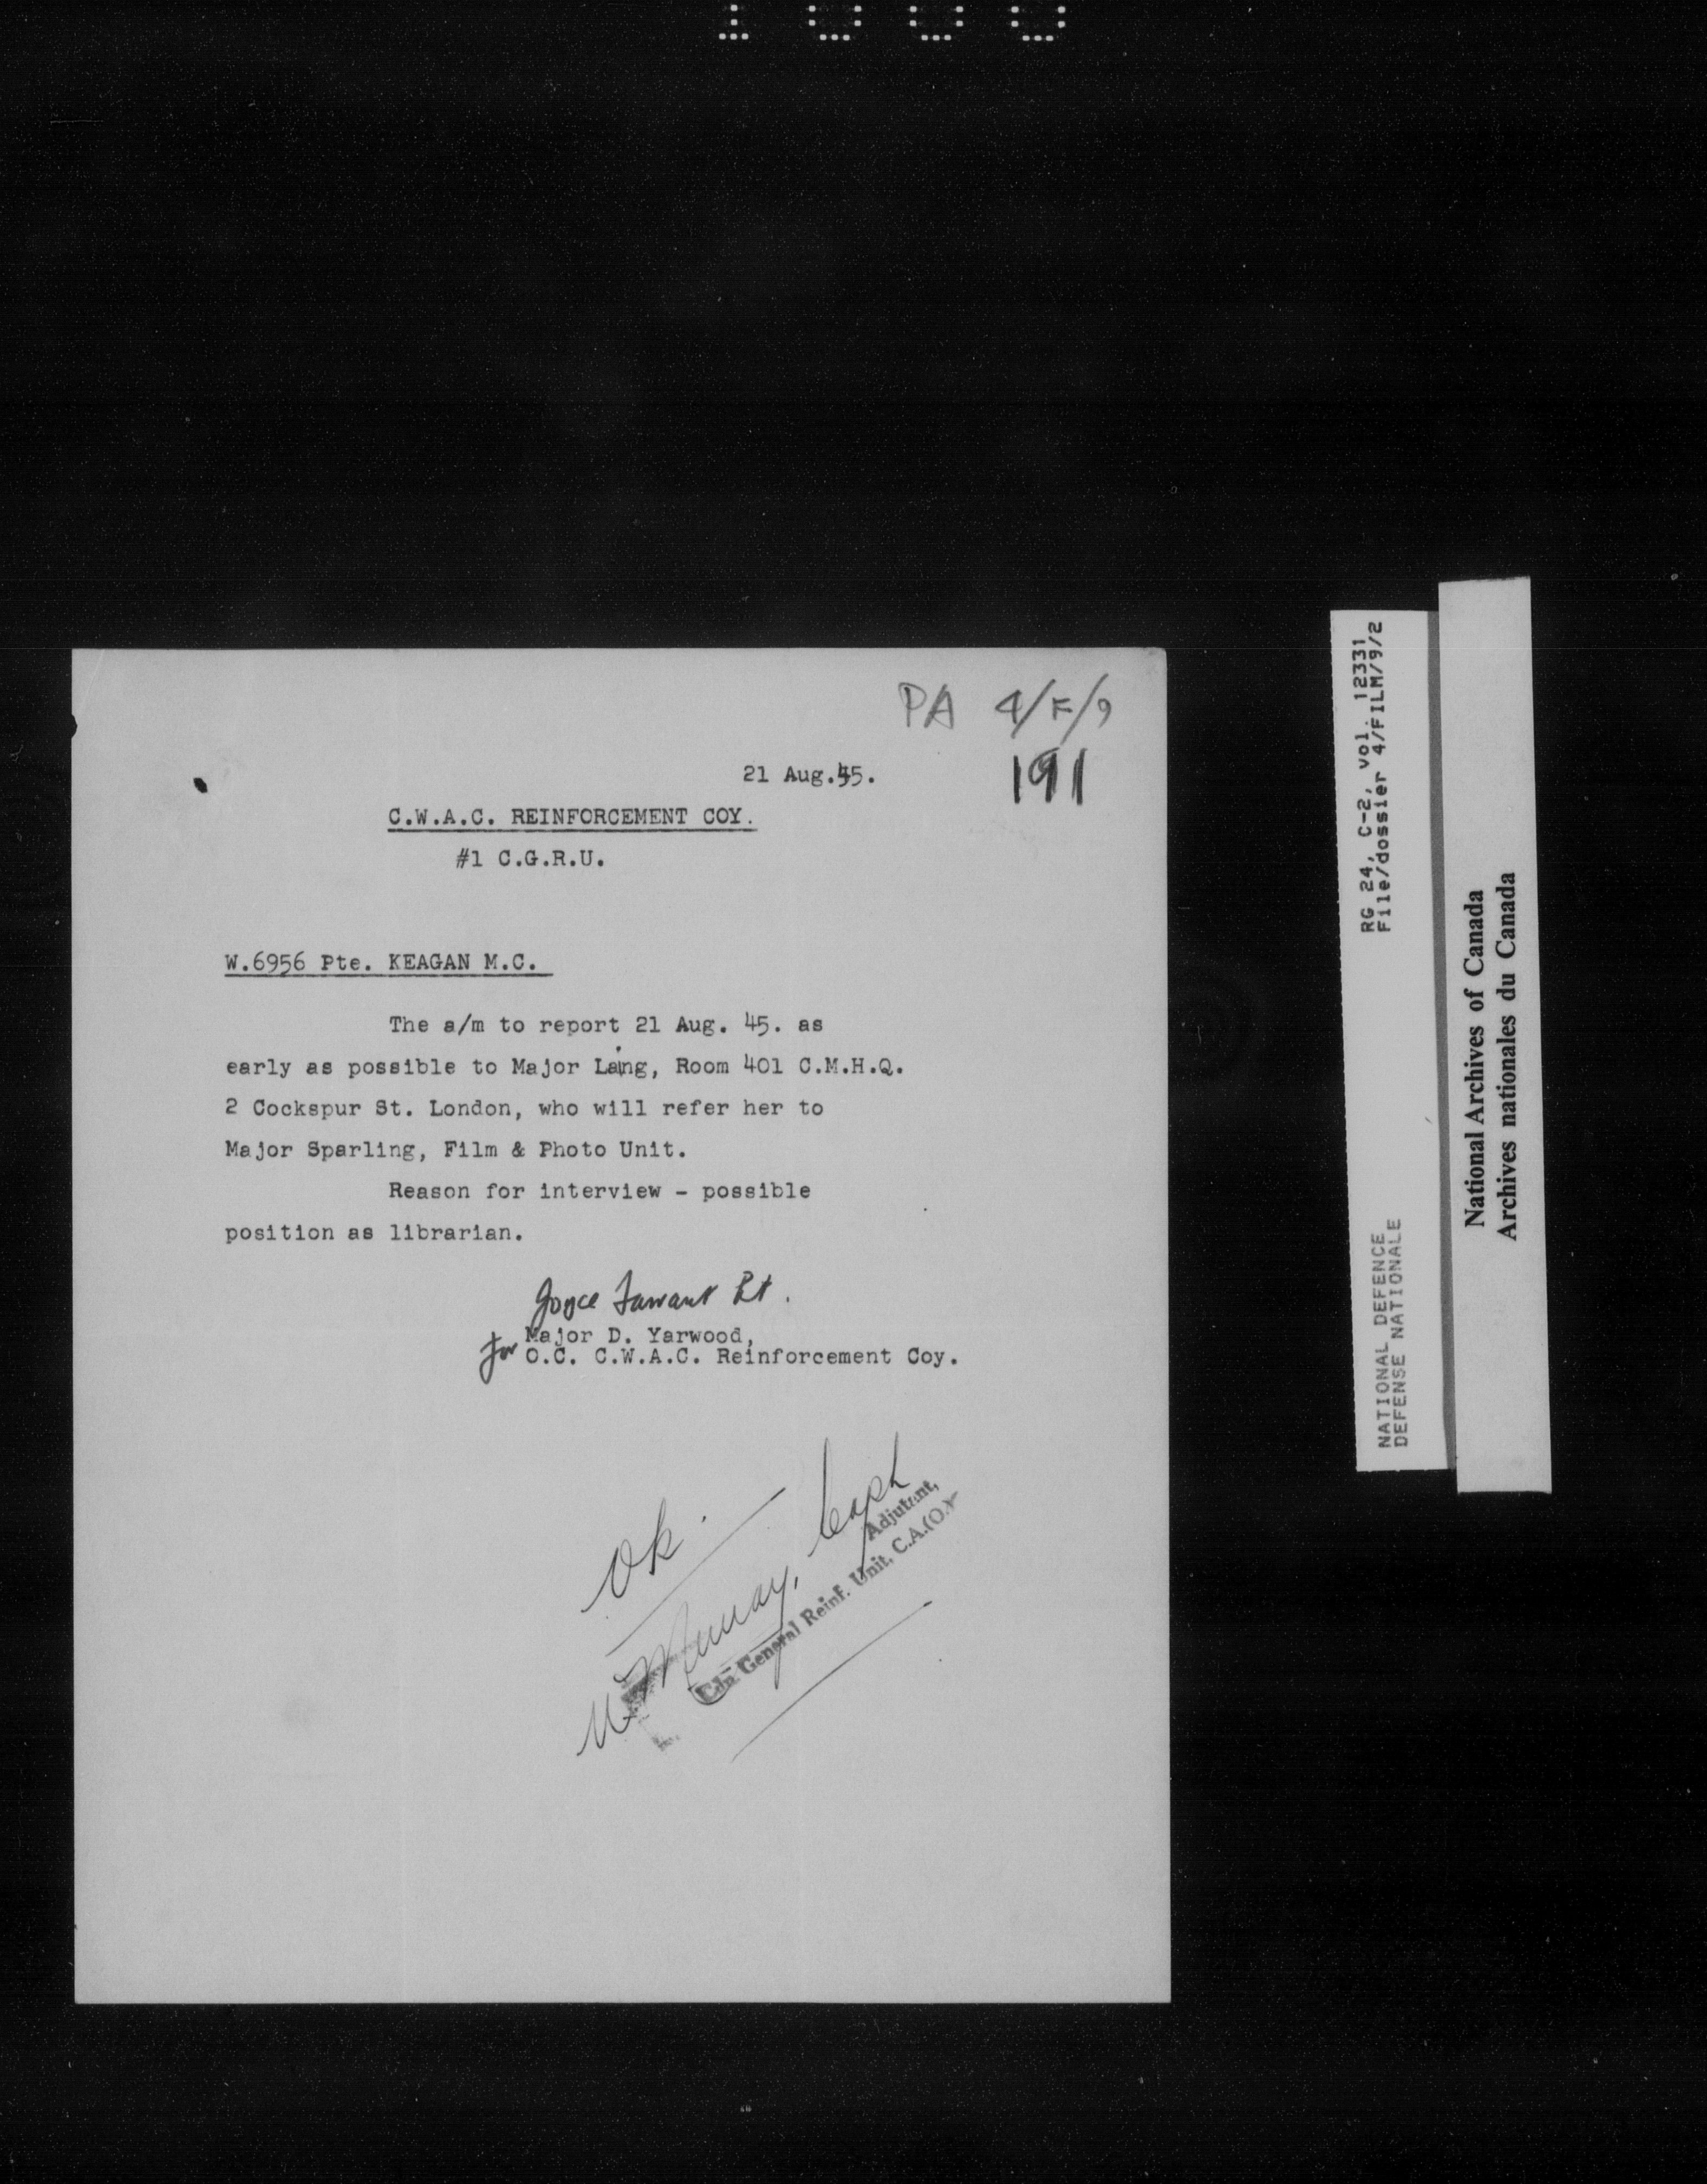 PA 4/F/9
191
21 Aug.45.
C.W.A.C. REINFORCEMENT COY.
#1 C.G.R.U.
W.6956 Pte. KEAGAN M.C.
The a/m to report 21 Aug. 45. as
early as possible to Major Laing, Room 401 C.M.H.Q.
2 Cockspur St. London, who will refer her to
Major Sparling, Film & Photo Unit.
Reason for interview - possible
position as librarian.
Joyce Lt.
for Major D. Yarwood,
O.C. C.W.A.C. Reinforcement Coy.
Ok.
Murray, Capt
Adjutant,
Cdn General Reinf. Unit, C.A.(O.)
RG 24, C-2, vol. 12331
File/dossier 4/FILM/9/2
NATIONAL DEFENCE
DEFENSE NATIONALE
National Archives of Canada
Archives nationales du Canada